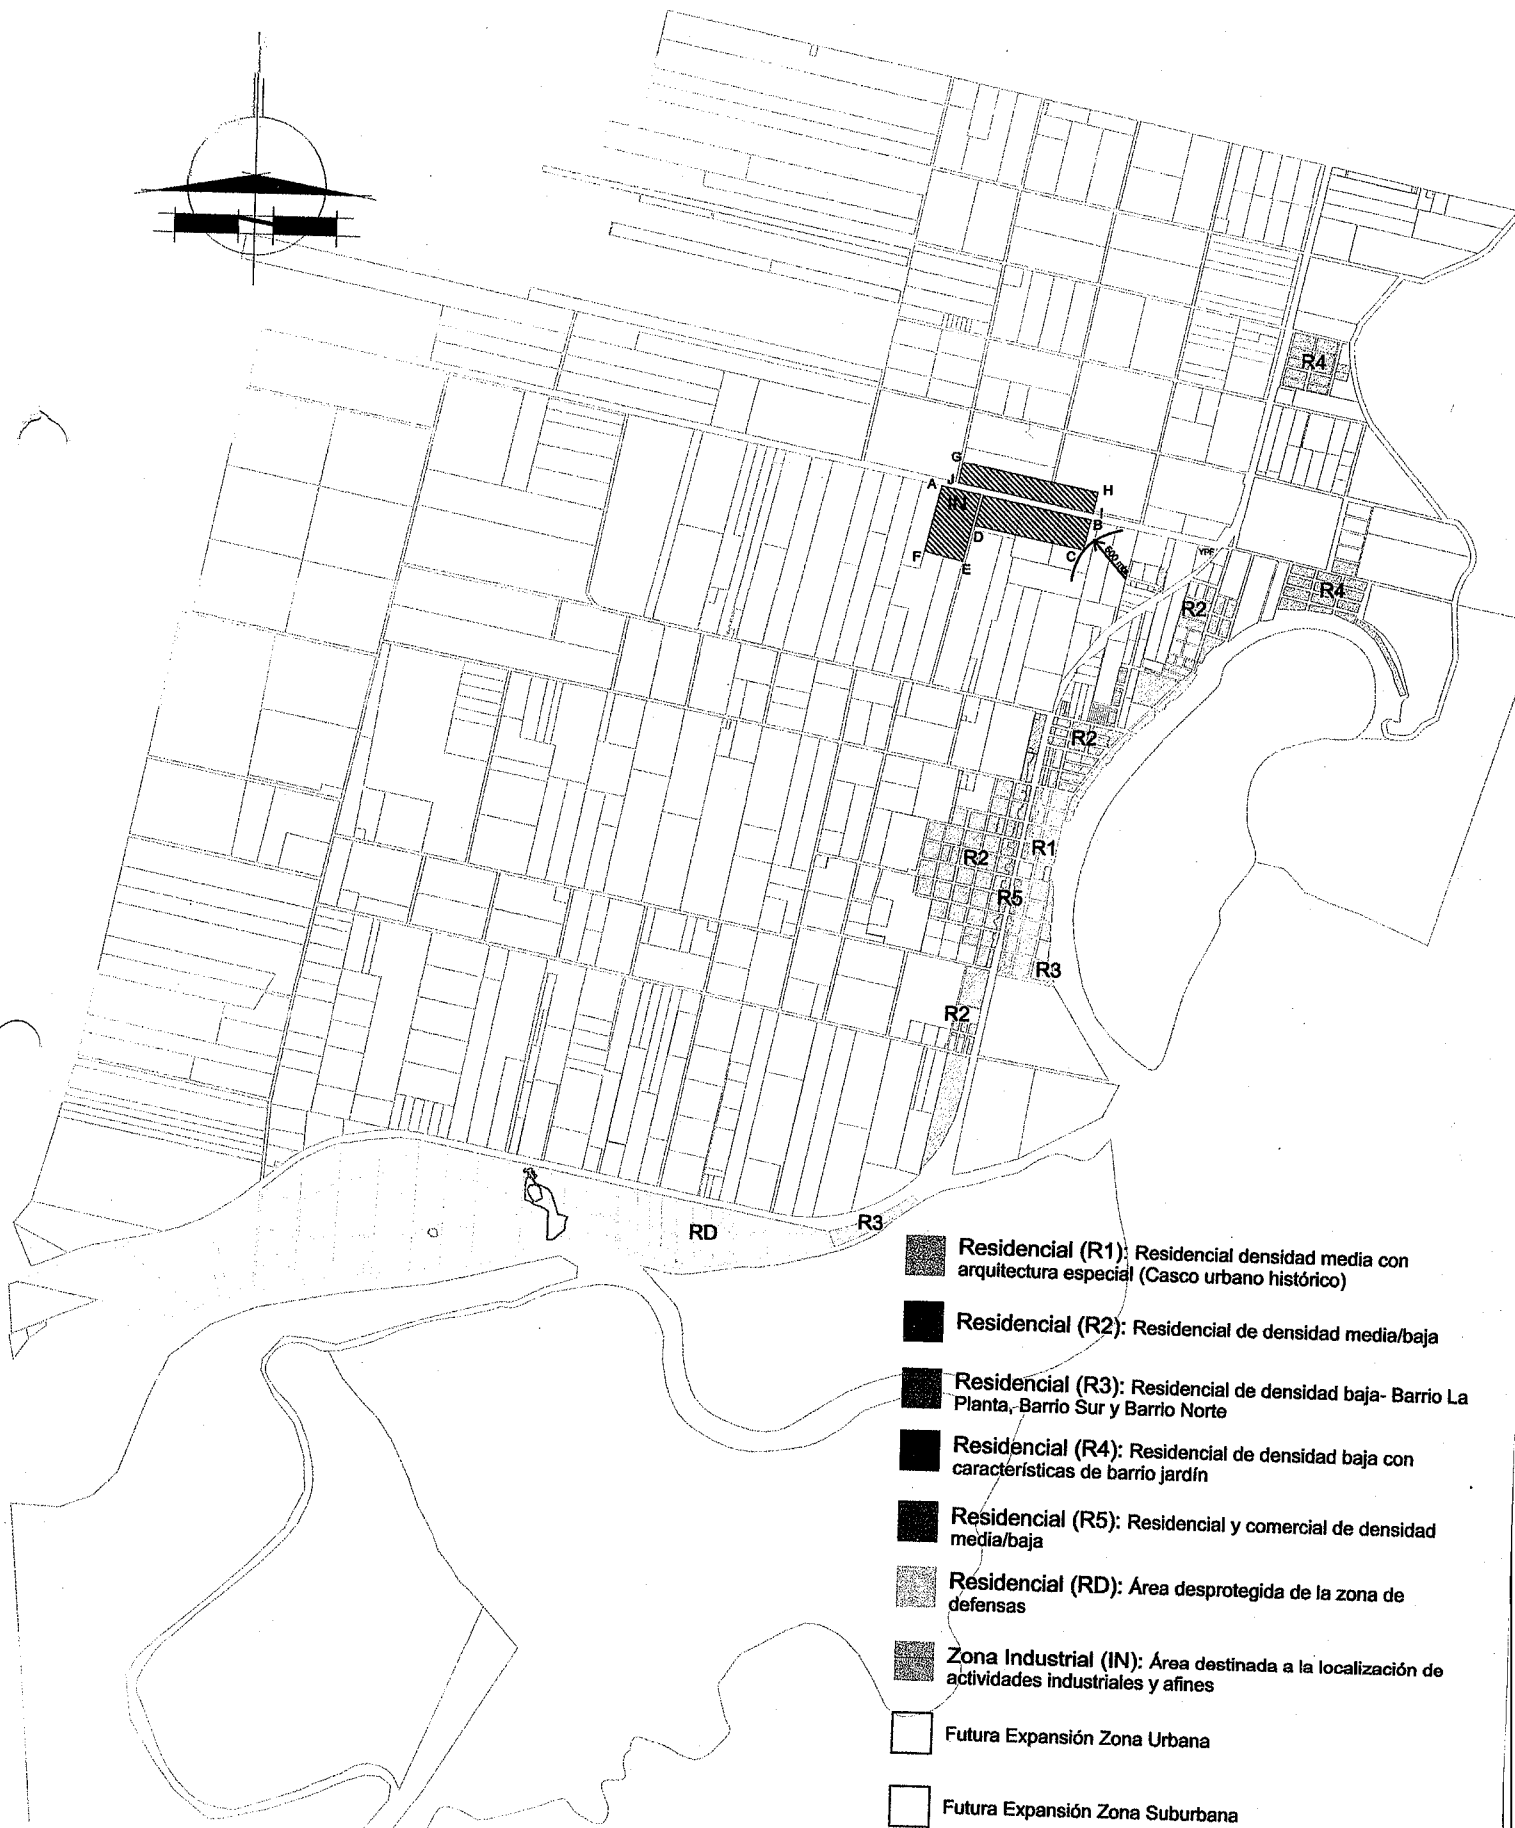 R4
G
H
A
J
IN
I
B
D
C
F
E
600 mts
YPF
R4
R2
R2
R1
R2
R5
R3
R2
RD
R3
Residencial (R1): Residencial densidad media con
arquitectura especial (Casco urbano histórico)
Residencial (R2): Residencial de densidad media/baja
Residencial (R3): Residencial de densidad baja- Barrio La
Planta, Barrio Sur y Barrio Norte
Residencial (R4): Residencial de densidad baja con
características de barrio jardín
Residencial (R5): Residencial y comercial de densidad
media/baja
Residencial (RD): Área desprotegida de la zona de
defensas
Zona Industrial (IN): Área destinada a la localización de
actividades industriales y afines
Futura Expansión Zona Urbana
Futura Expansión Zona Suburbana